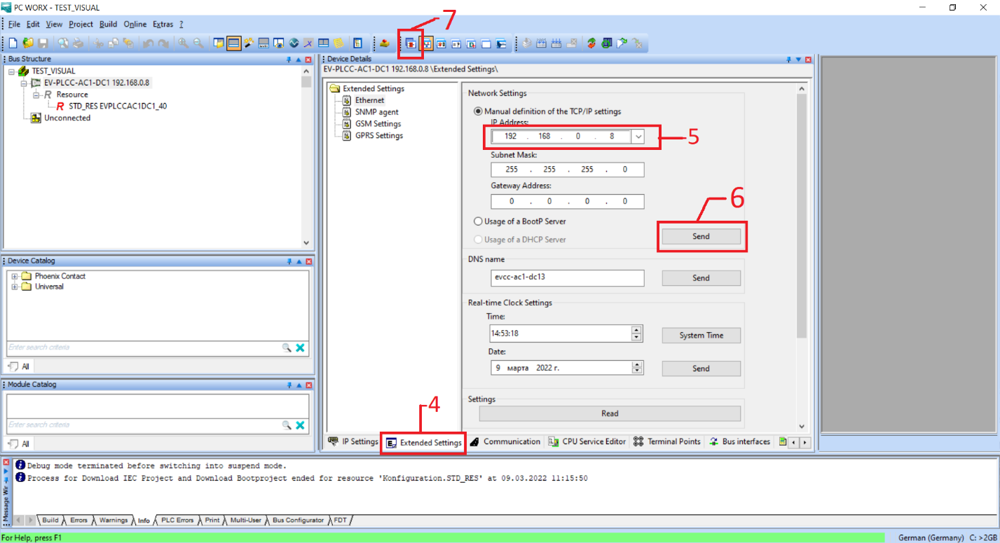 PC WORX - TEST_VISUAL
File Edit View Project Build Online Extras ?
7
Bus Structure
TEST_VISUAL
EV-PLCC-AC1-DC1 192.168.0.8
Resource
STD_RES EVPLCCAC1DC1_40
Unconnected
Device Catalog
Phoenix Contact
Universal
Enter search criteria
All
Module Catalog
Enter search criteria
All
Device Details
EV-PLCC-AC1-DC1 192.168.0.8 \Extended Settings\
Extended Settings
Ethernet
SNMP agent
GSM Settings
GPRS Settings
Network Settings
Manual definition of the TCP/IP settings
IP Address:
192 . 168 . 0 . 8
5
Subnet Mask:
255 . 255 . 255 . 0
Gateway Address:
0 . 0 . 0 . 0
6
Usage of a BootP Server
Send
Usage of a DHCP Server
DNS name
evcc-ac1-dc13
Send
Real-time Clock Settings
Time:
14:53:18
System Time
Date:
9 марта 2022 г.
Send
Settings
Read
4
IP Settings Extended Settings Communication CPU Service Editor Terminal Points Bus interfaces
Debug mode terminated before switching into suspend mode.
Process for Download IEC Project and Download Bootproject ended for resource 'Konfiguration.STD_RES' at 09.03.2022 11:15:50
Message Wir
Build Errors Warnings Info PLC Errors Print Multi-User Bus Configurator FDT
For Help, press F1
German (Germany) C: >2GB